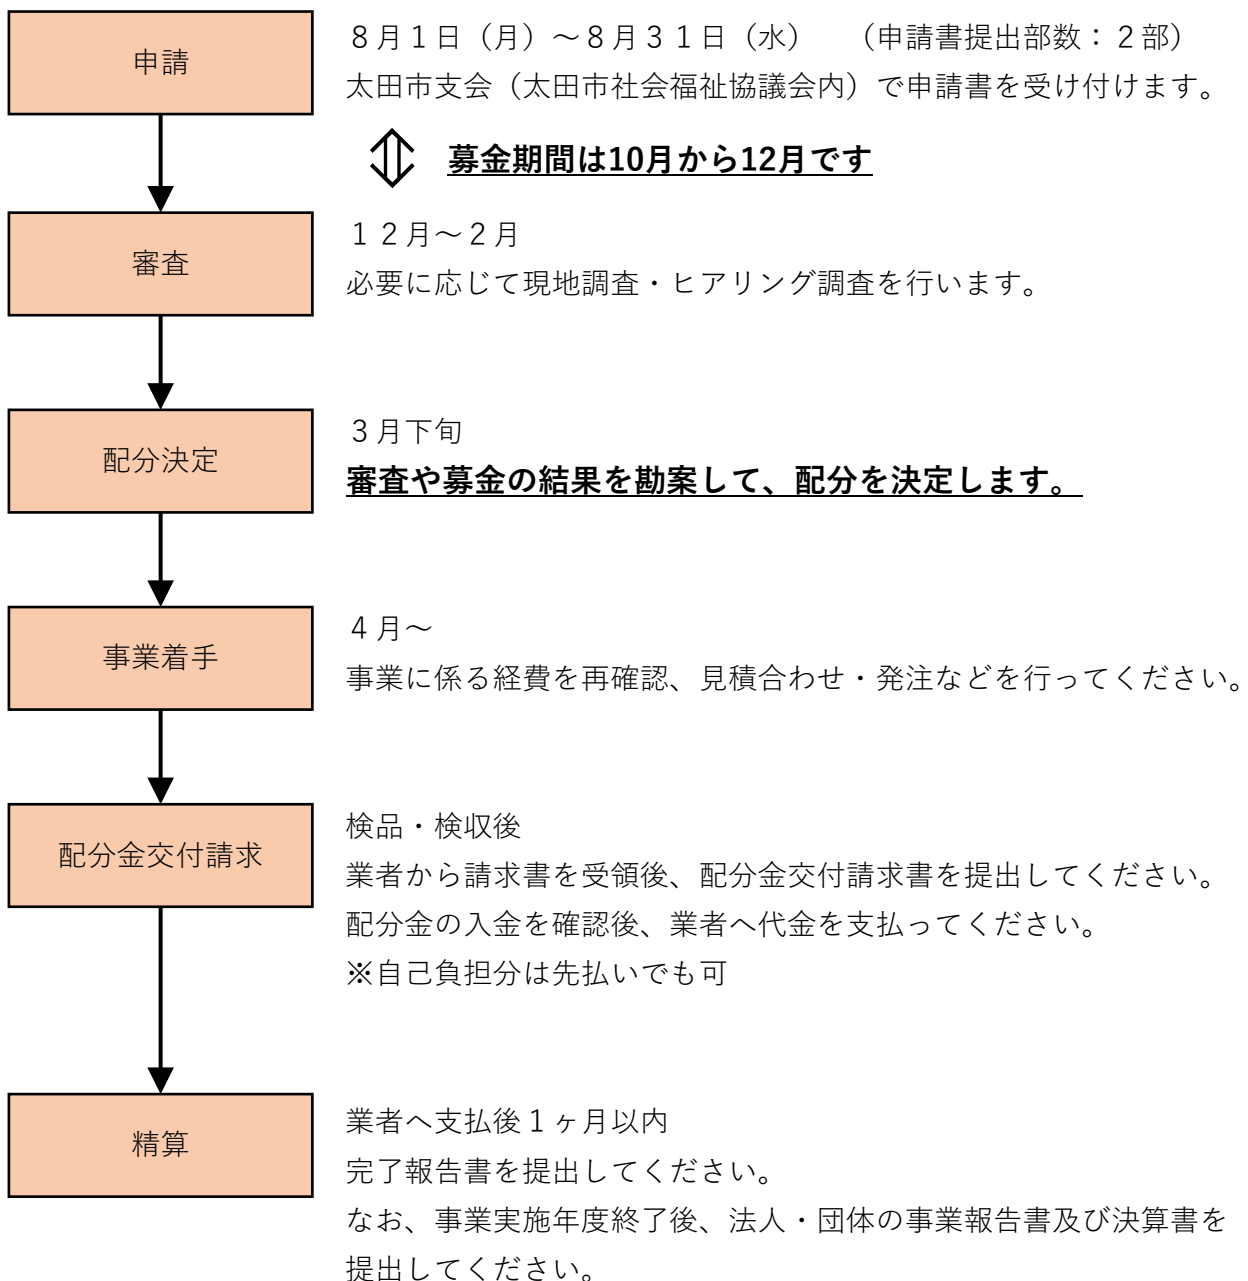 申請
８月１日（月）～８月３１日（水）　（申請書提出部数：２部）
太田市支会（太田市社会福祉協議会内）で申請書を受け付けます。
募金期間は10月から12月です
審査
１２月～２月
必要に応じて現地調査・ヒアリング調査を行います。
配分決定
３月下旬
審査や募金の結果を勘案して、配分を決定します。
事業着手
４月～
事業に係る経費を再確認、見積合わせ・発注などを行ってください。
配分金交付請求
検品・検収後
業者から請求書を受領後、配分金交付請求書を提出してください。
配分金の入金を確認後、業者へ代金を支払ってください。
※自己負担分は先払いでも可
精算
業者へ支払後１ヶ月以内
完了報告書を提出してください。
なお、事業実施年度終了後、法人・団体の事業報告書及び決算書を
提出してください。